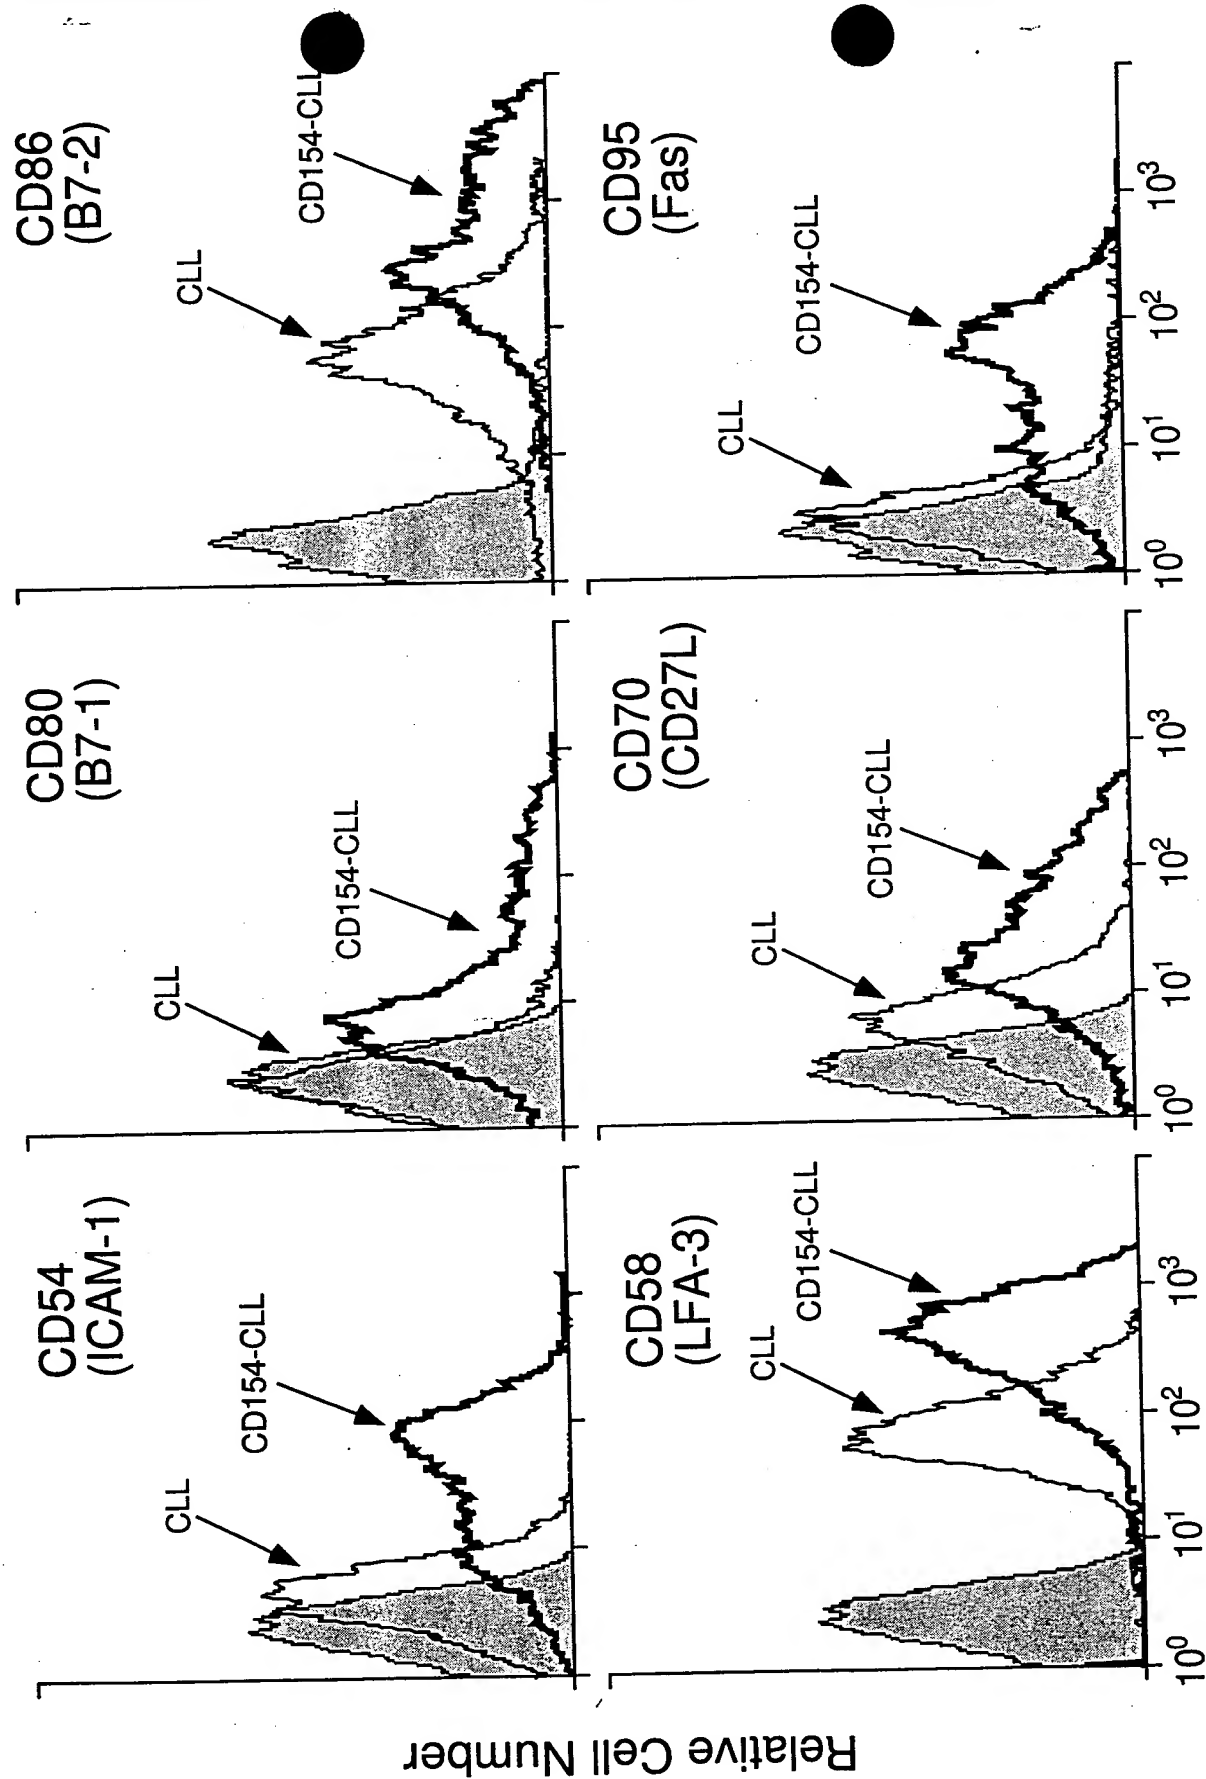 CD54
(ICAM-1)
CLL
CD154-CLL
CD80
(B7-1)
CLL
CD154-CLL
CD86
(B7-2)
CLL
CD154-CLL
CD58
(LFA-3)
CLL
CD154-CLL
10⁰ 10¹ 10² 10³
CD70
(CD27L)
CLL
CD154-CLL
10⁰ 10¹ 10² 10³
CD95
(Fas)
CLL
CD154-CLL
10⁰ 10¹ 10² 10³
Relative Cell Number